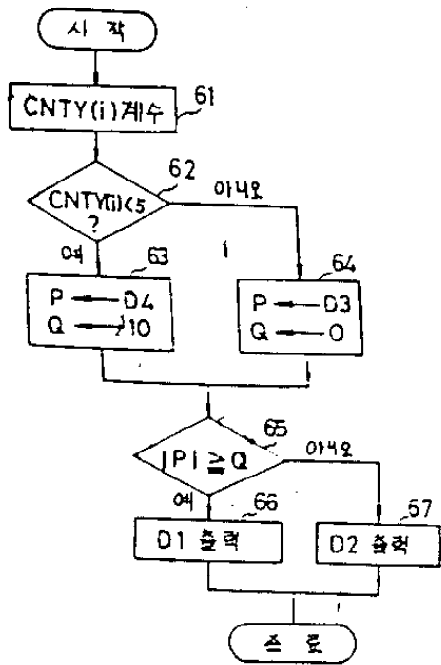 시 작
CNTY(i)계수
61
62
CNTY(i)<5
?
아니오
예
63
P ← D4
Q ← 10
64
P ← D3
Q ← 0
65
|P| ≧ Q
아니오
예
66
D1 출력
67
D2 출력
종 료